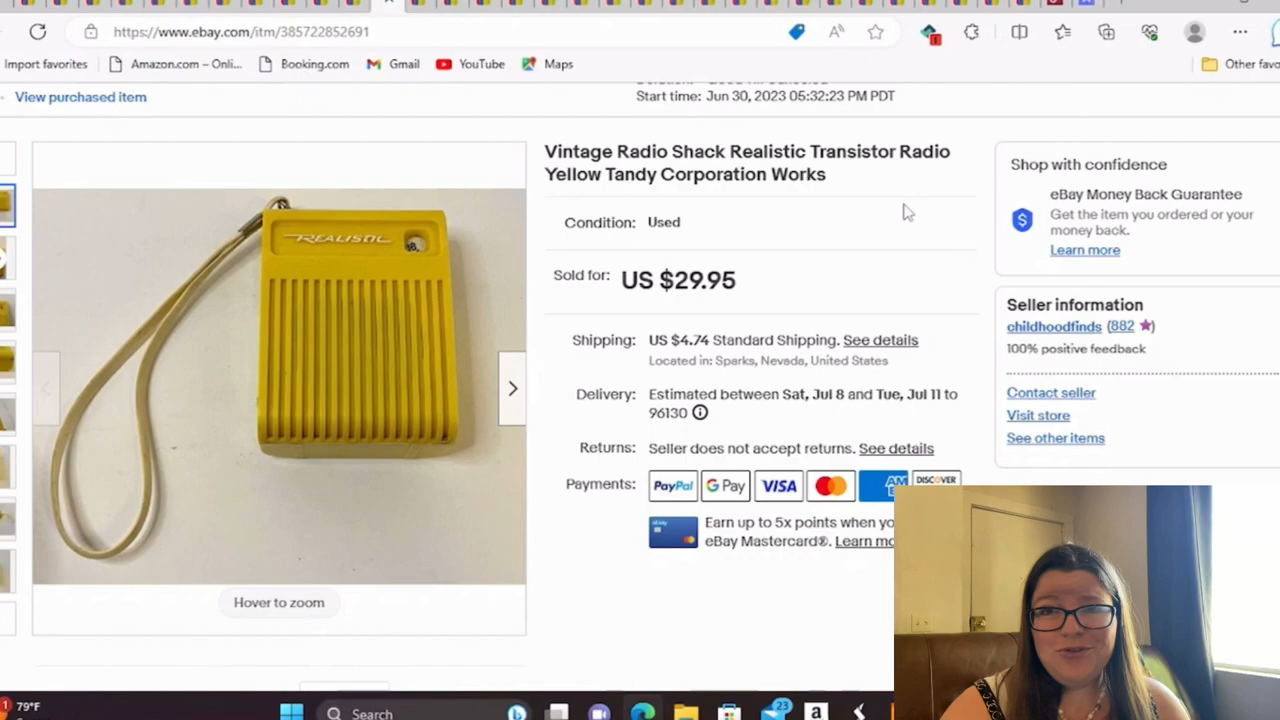 https://www.ebay.com/itm/385722852691
Import favorites
Amazon.com – Onli...
Booking.com
Gmail
YouTube
Maps
Other favo
View purchased item
Start time: Jun 30, 2023 05:32:23 PM PDT
REALISTIC
Hover to zoom
Vintage Radio Shack Realistic Transistor Radio
Yellow Tandy Corporation Works
Condition: Used
Sold for: US $29.95
Shipping: US $4.74 Standard Shipping. See details
Located in: Sparks, Nevada, United States
Delivery: Estimated between Sat, Jul 8 and Tue, Jul 11 to
96130
Returns: Seller does not accept returns. See details
Payments: PayPal G Pay VISA MasterCard AM DISCOVER
Earn up to 5x points when yo
eBay Mastercard®. Learn mo
Shop with confidence
eBay Money Back Guarantee
Get the item you ordered or your
money back.
Learn more
Seller information
childhoodfinds (882)
100% positive feedback
Contact seller
Visit store
See other items
1
79°F
Search
23